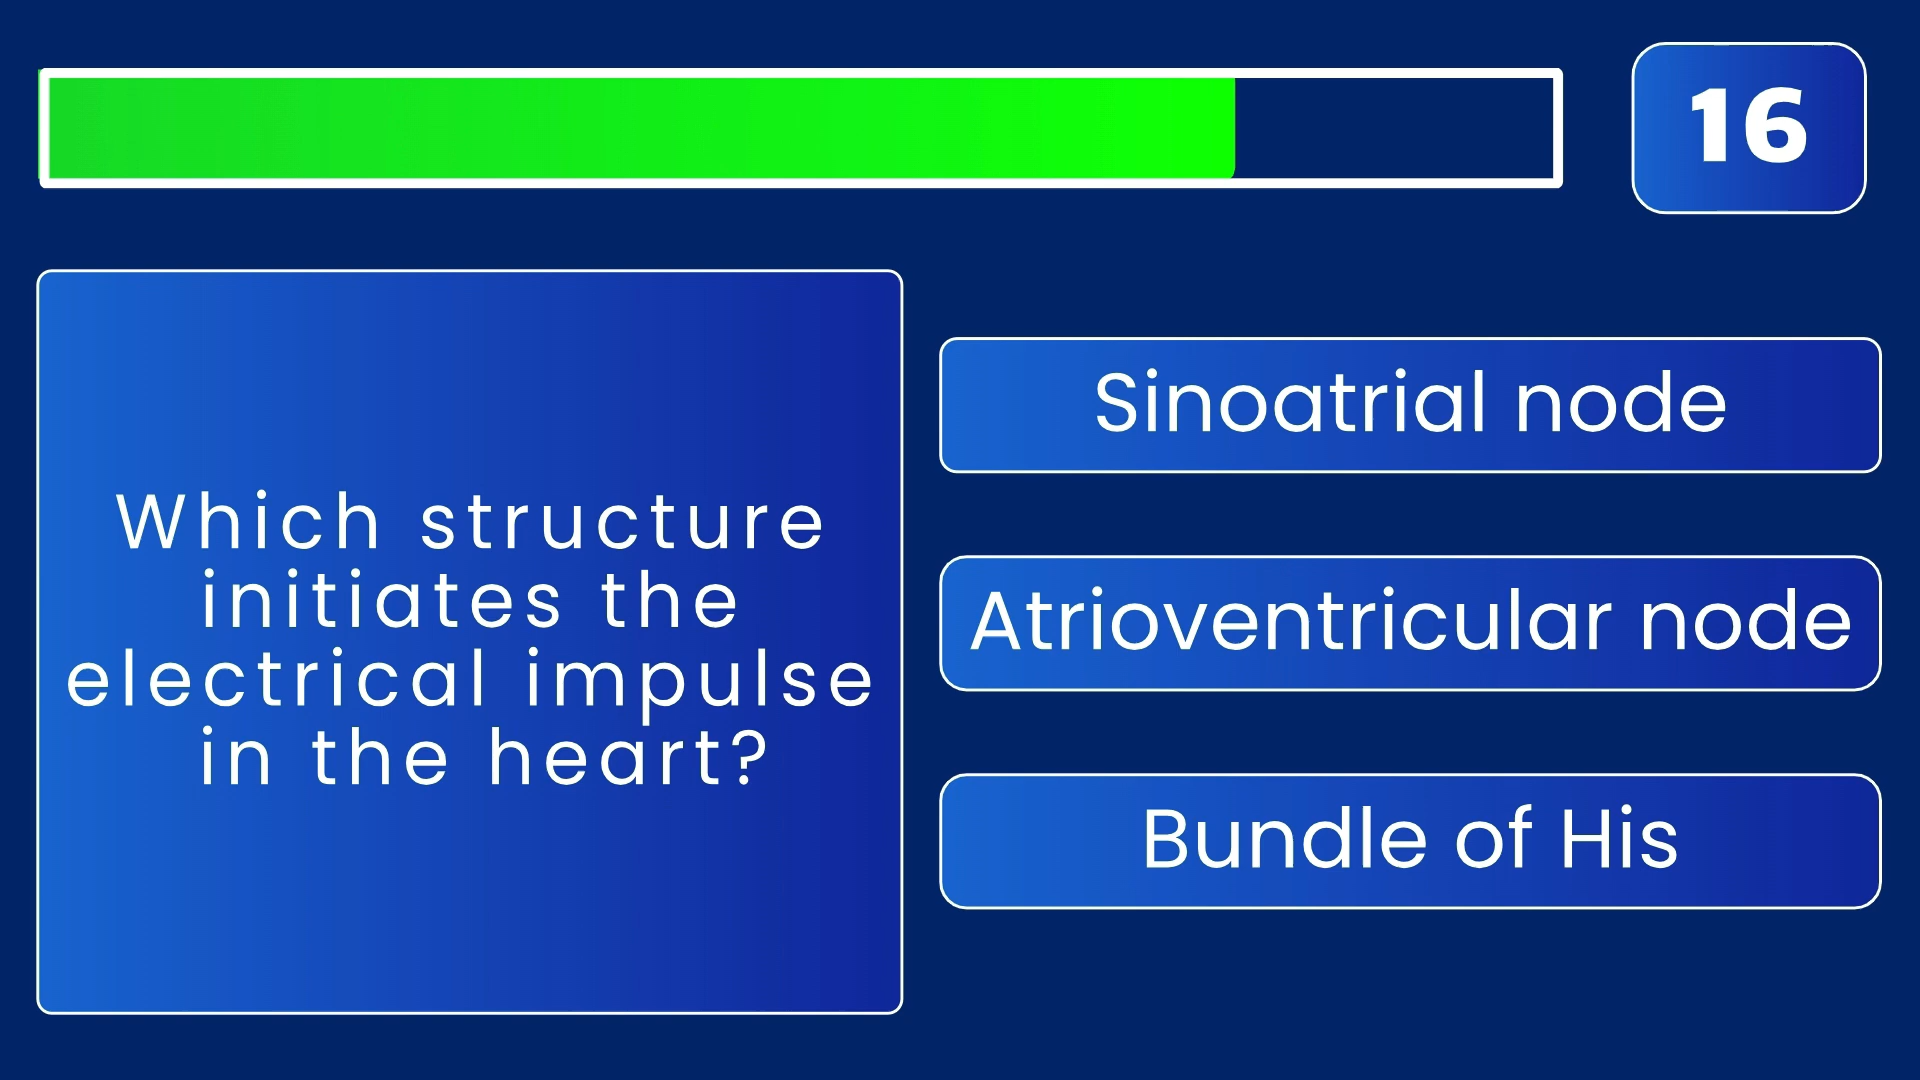 16
Which structure
initiates the
electrical impulse
in the heart?
Sinoatrial node
Atrioventricular node
Bundle of His